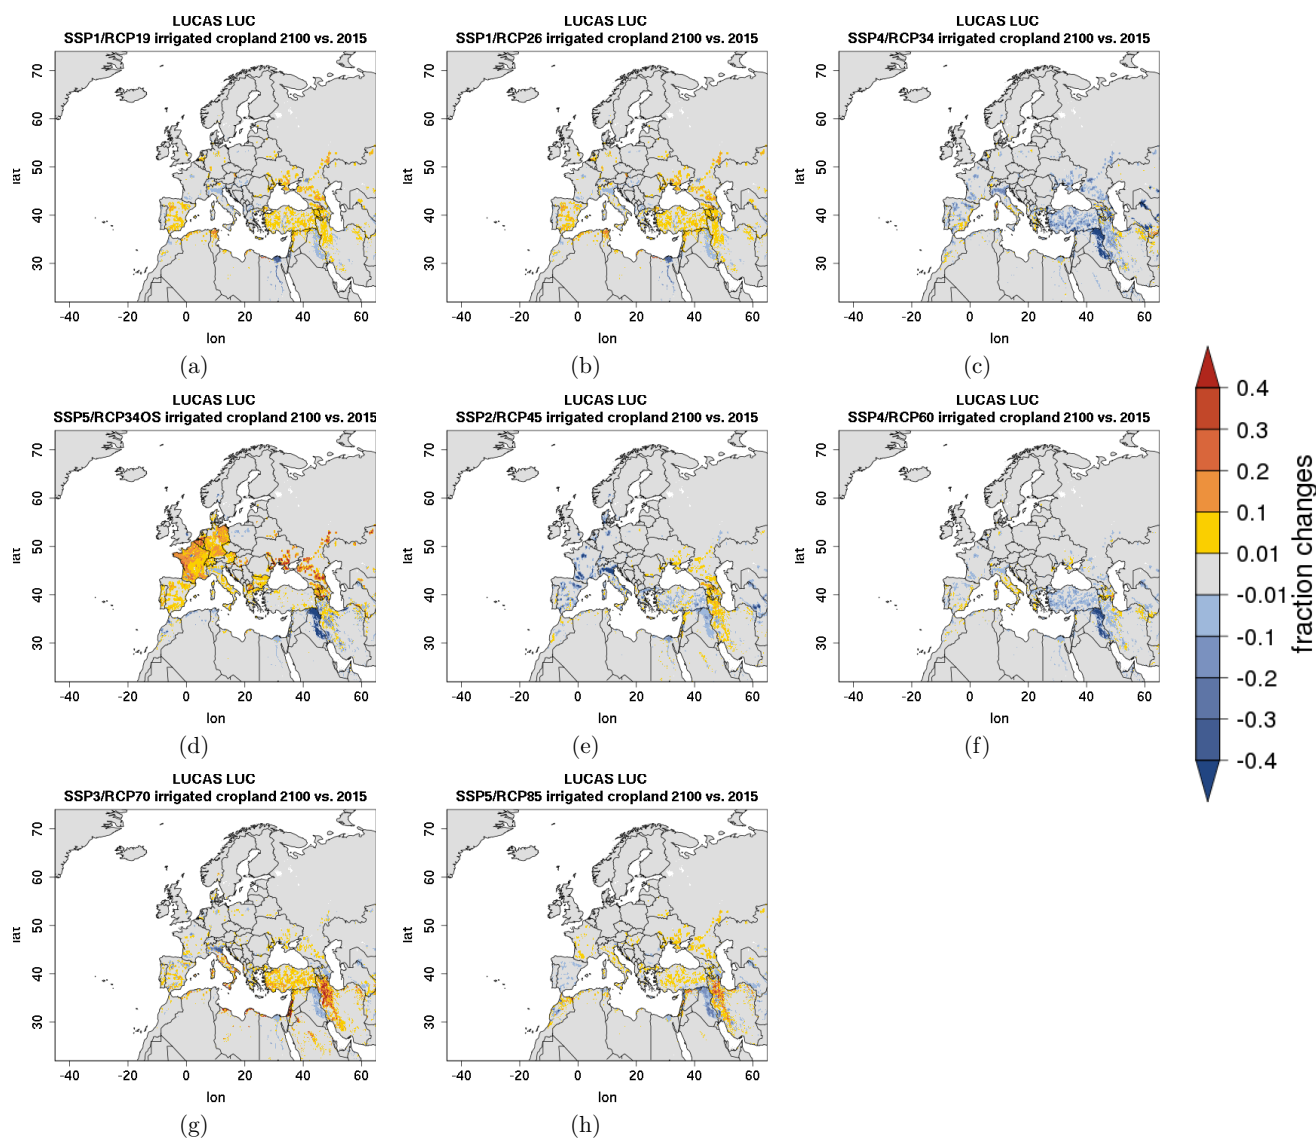 LUCAS LUC
SSP1/RCP19 irrigated cropland 2100 vs. 2015
70
60
50
40
30
lat
-40 -20 0 20 40 60
lon
(a)
LUCAS LUC
SSP1/RCP26 irrigated cropland 2100 vs. 2015
70
60
50
40
30
lat
-40 -20 0 20 40 60
lon
(b)
LUCAS LUC
SSP4/RCP34 irrigated cropland 2100 vs. 2015
70
60
50
40
30
lat
-40 -20 0 20 40 60
lon
(c)
LUCAS LUC
SSP5/RCP34OS irrigated cropland 2100 vs. 2015
70
60
50
40
30
lat
-40 -20 0 20 40 60
lon
(d)
LUCAS LUC
SSP2/RCP45 irrigated cropland 2100 vs. 2015
70
60
50
40
30
lat
-40 -20 0 20 40 60
lon
(e)
LUCAS LUC
SSP4/RCP60 irrigated cropland 2100 vs. 2015
70
60
50
40
30
lat
-40 -20 0 20 40 60
lon
(f)
0.4
0.3
0.2
0.1
0.01
-0.01
-0.1
-0.2
-0.3
-0.4
fraction changes
LUCAS LUC
SSP3/RCP70 irrigated cropland 2100 vs. 2015
70
60
50
40
30
lat
-40 -20 0 20 40 60
lon
(g)
LUCAS LUC
SSP5/RCP85 irrigated cropland 2100 vs. 2015
70
60
50
40
30
lat
-40 -20 0 20 40 60
lon
(h)